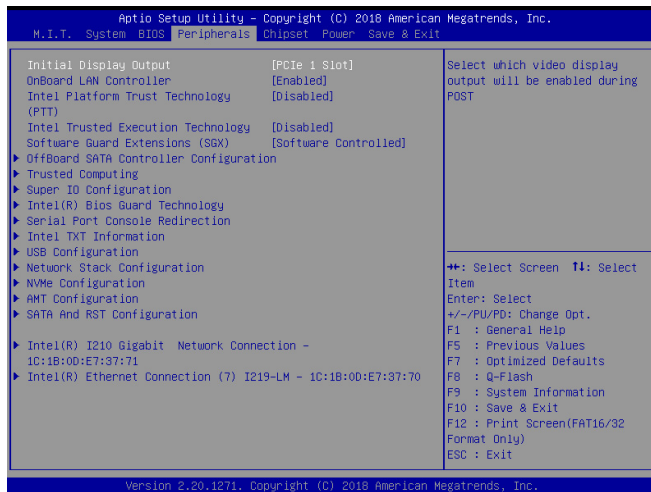 Aptio Setup Utility – Copyright (C) 2018 American Megatrends, Inc.
M.I.T. System BIOS Peripherals Chipset Power Save & Exit
Initial Display Output [PCIe 1 Slot]
OnBoard LAN Controller [Enabled]
Intel Platform Trust Technology [Disabled]
(PTT)
Intel Trusted Execution Technology [Disabled]
Software Guard Extensions (SGX) [Software Controlled]
OffBoard SATA Controller Configuration
Trusted Computing
Super IO Configuration
Intel(R) Bios Guard Technology
Serial Port Console Redirection
Intel TXT Information
USB Configuration
Network Stack Configuration
NVMe Configuration
AMT Configuration
SATA And RST Configuration
Intel(R) I210 Gigabit  Network Connection –
1C:1B:0D:E7:37:71
Intel(R) Ethernet Connection (7) I219-LM – 1C:1B:0D:E7:37:70
Select which video display
output will be enabled during
POST
→←: Select Screen ↑↓: Select
Item
Enter: Select
+/-/PU/PD: Change Opt.
F1 : General Help
F5 : Previous Values
F7 : Optimized Defaults
F8 : Q-Flash
F9 : System Information
F10 : Save & Exit
F12 : Print Screen(FAT16/32
Format Only)
ESC : Exit
Version 2.20.1271. Copyright (C) 2018 American Megatrends, Inc.